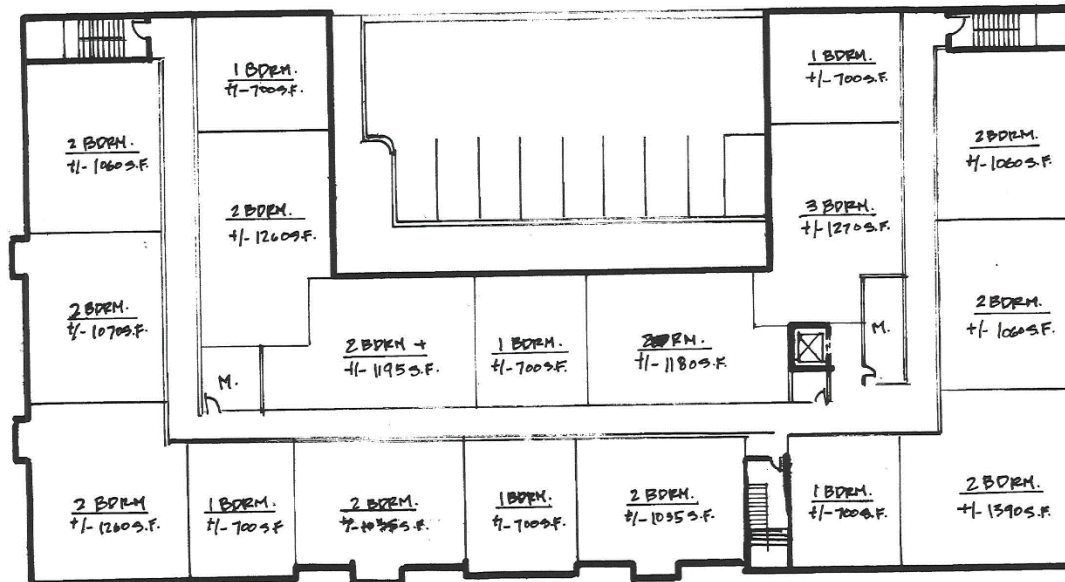 1 BDRM.
+/- 700 S.F.
1 BDRM.
+/- 700 S.F.
2 BDRM.
+/- 1060 S.F.
2 BDRM.
+/- 1060 S.F.
2 BDRM.
+/- 1260 S.F.
3 BDRM.
+/- 1270 S.F.
2 BDRM.
+/- 1070 S.F.
2 BDRM +
+/- 1195 S.F.
1 BDRM.
+/- 700 S.F.
2 BDRM.
+/- 1180 S.F.
2 BDRM.
+/- 1060 S.F.
M.
M.
2 BDRM
+/- 1260 S.F.
1 BDRM.
+/- 700 S.F
2 BDRM.
+/- 1035 S.F.
1 BDRM.
+/- 700 S.F.
2 BDRM.
+/- 1035 S.F.
1 BDRM.
+/- 700 S.F.
2 BDRM.
+/- 1390 S.F.